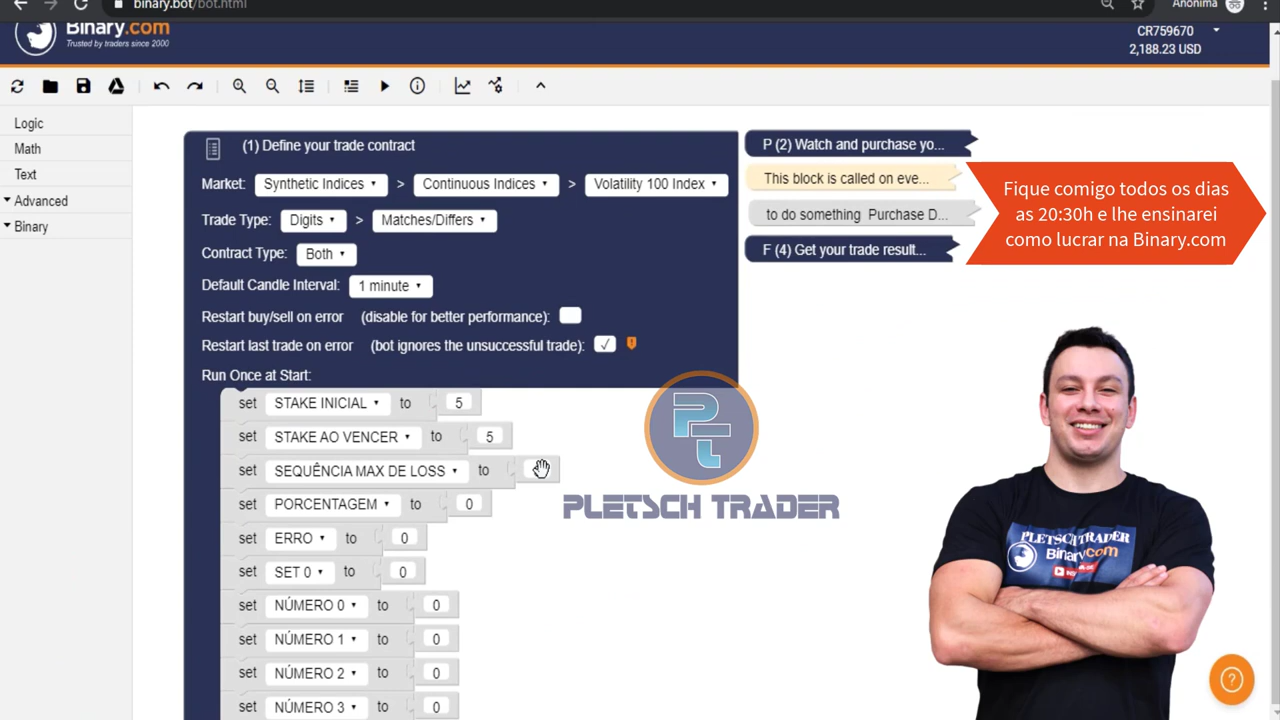 binary.bot/bot.html
Anônima
Binary.com
Trusted by traders since 2000
CR759670
2,188.23 USD
Logic
Math
Text
Advanced
Binary
(1) Define your trade contract
Market: Synthetic Indices > Continuous Indices > Volatility 100 Index
Trade Type: Digits > Matches/Differs
Contract Type: Both
Default Candle Interval: 1 minute
Restart buy/sell on error (disable for better performance):
Restart last trade on error (bot ignores the unsuccessful trade): ✓
Run Once at Start:
set STAKE INICIAL to 5
set STAKE AO VENCER to 5
set SEQUÊNCIA MAX DE LOSS to
set PORCENTAGEM to 0
set ERRO to 0
set SET 0 to 0
set NÚMERO 0 to 0
set NÚMERO 1 to 0
set NÚMERO 2 to 0
set NÚMERO 3 to 0
P (2) Watch and purchase yo...
This block is called on eve...
to do something Purchase D...
F (4) Get your trade result...
Fique comigo todos os dias
as 20:30h e lhe ensinarei
como lucrar na Binary.com
PLETSCH TRADER
PLETSCH TRADER
Binary.com